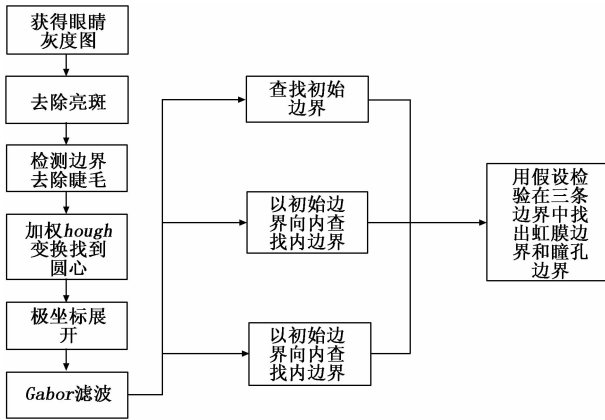 获得眼睛
灰度图
去除亮斑
检测边界
去除睫毛
加权hough
变换找到
圆心
极坐标展
开
Gabor滤波
查找初始
边界
以初始边
界向内查
找内边界
以初始边
界向内查
找内边界
用假设检
验在三条
边界中找
出虹膜边
界和瞳孔
边界